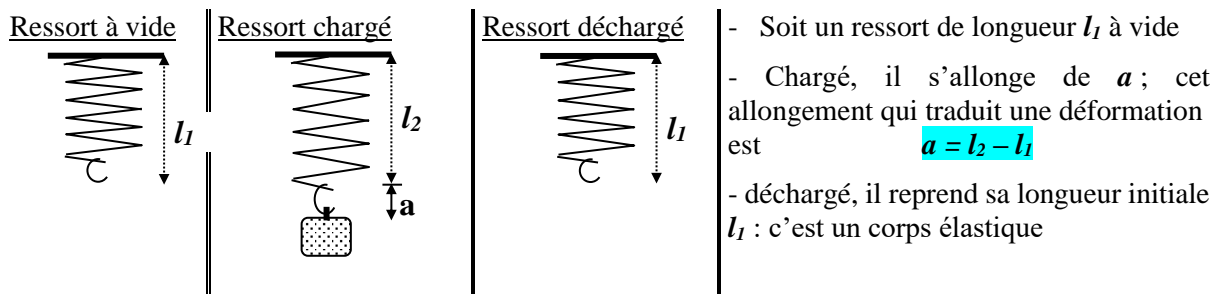 Ressort à vide
l1
Ressort chargé
l2
a
Ressort déchargé
l1
- Soit un ressort de longueur l1 à vide
- Chargé, il s’allonge de a ; cet
allongement qui traduit une déformation
est a = l2 – l1
- déchargé, il reprend sa longueur initiale
l1 : c’est un corps élastique